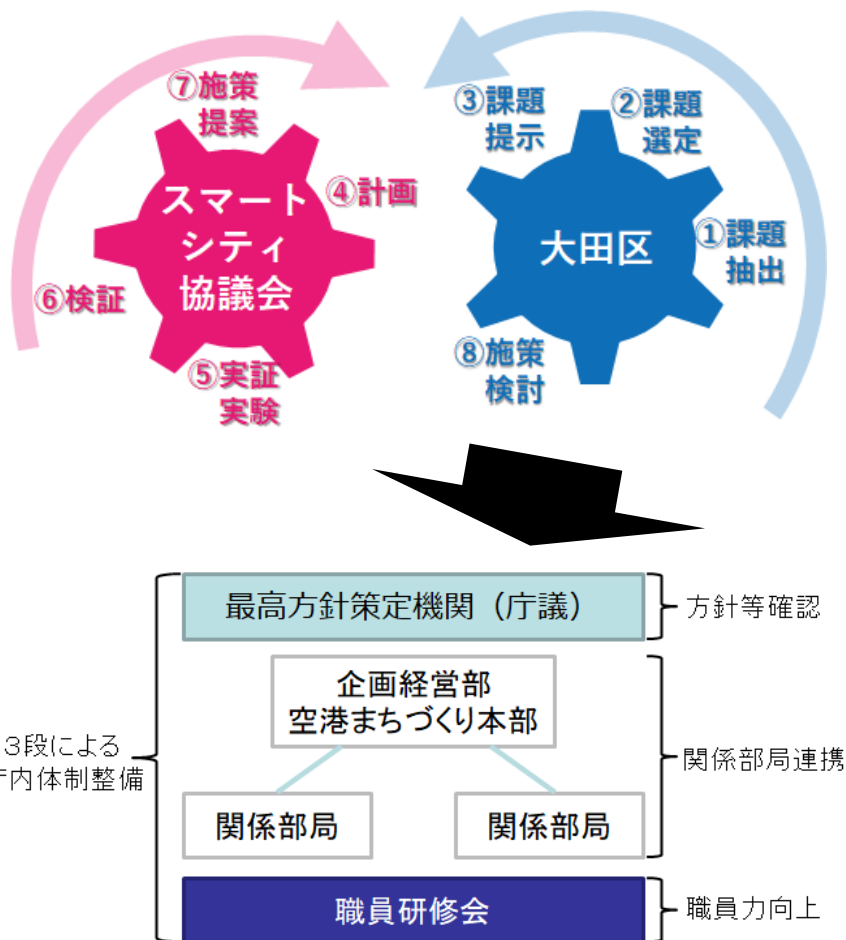 ⑦施策
提案
スマート
シティ
協議会
④計画
⑥検証
⑤実証
実験
③課題
提示
②課題
選定
大田区
①課題
抽出
⑧施策
検討
最高方針策定機関（庁議）
方針等確認
企画経営部
空港まちづくり本部
3段による
庁内体制整備
関係部局連携
関係部局
関係部局
職員研修会
職員力向上